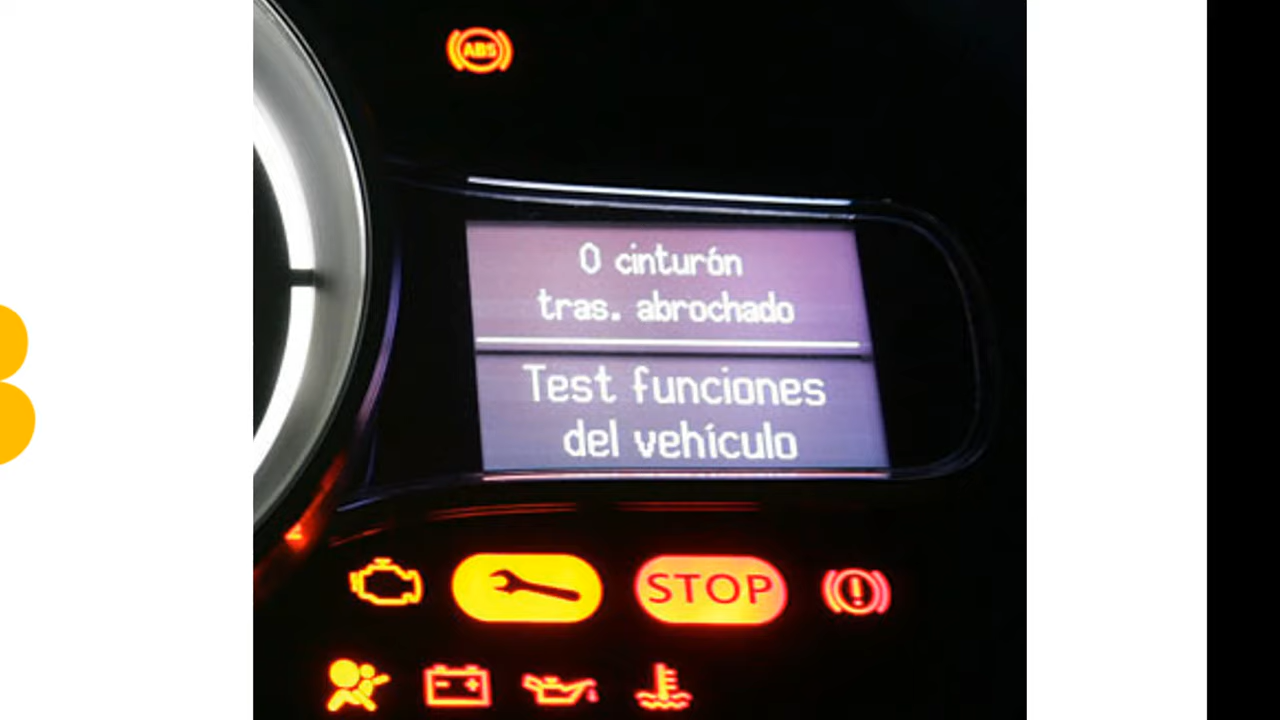 ABS
0 cinturón
tras. abrochado
Test funciones
del vehículo
STOP